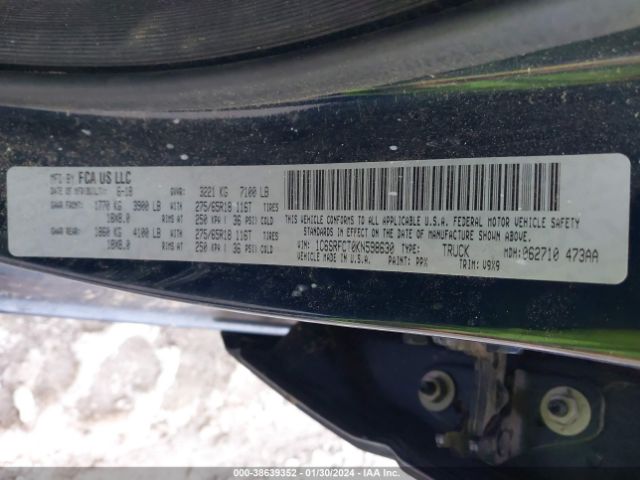 MFD BY FCA US LLC
DATE OF MFR/BUILT: 6-18 GVWR: 3221 KG 7100 LB
GAWR FRONT: 1770 KG 3900 LB WITH 275/65R18 116T TIRES
18X8.0 RIMS AT 250 KPA ( 36 PSI) COLD
GAWR REAR: 1860 KG 4100 LB WITH 275/65R18 116T TIRES
18X8.0 RIMS AT 250 KPA ( 36 PSI) COLD
THIS VEHICLE CONFORMS TO ALL APPLICABLE U.S.A. FEDERAL MOTOR VEHICLE SAFETY
AND THEFT PREVENTION STANDARDS IN EFFECT ON THE DATE OF MANUFACTURE SHOWN ABOVE.
VIN: 1C6SRFCT0KN598630 TYPE: TRUCK MDH: 062710 473AA
VEHICLE MADE IN U.S.A. PAINT: PPX TRIM: V9X9
000-38639352 / 01/30/2024 / IAA Inc.